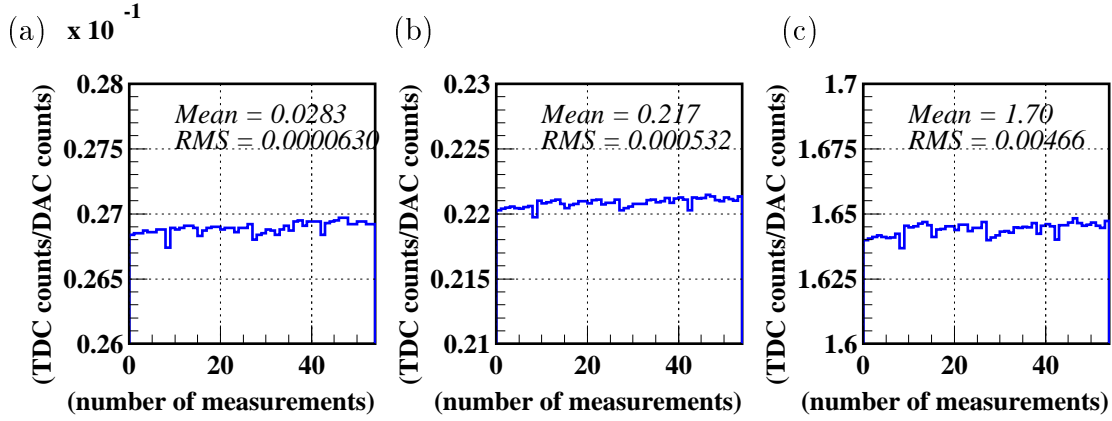 (a) x 10 -1
(TDC counts/DAC counts)
0.28
0.275
0.27
0.265
0.26
Mean = 0.0283
RMS = 0.0000630
0 20 40
(number of measurements)
(b)
(TDC counts/DAC counts)
0.23
0.225
0.22
0.215
0.21
Mean = 0.217
RMS = 0.000532
0 20 40
(number of measurements)
(c)
(TDC counts/DAC counts)
1.7
1.675
1.65
1.625
1.6
Mean = 1.70
RMS = 0.00466
0 20 40
(number of measurements)